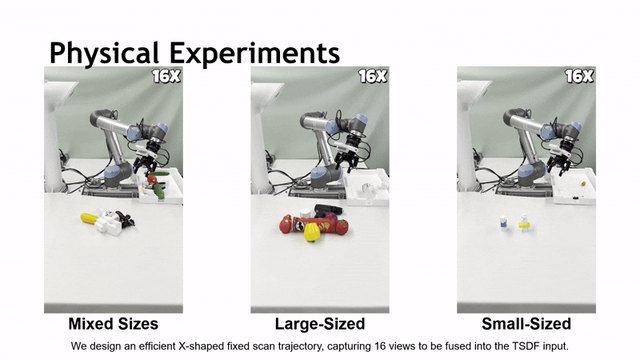 Physical Experiments
16X
16X
16X
Mixed Sizes
Large-Sized
Small-Sized
We design an efficient X-shaped fixed scan trajectory, capturing 16 views to be fused into the TSDF input.